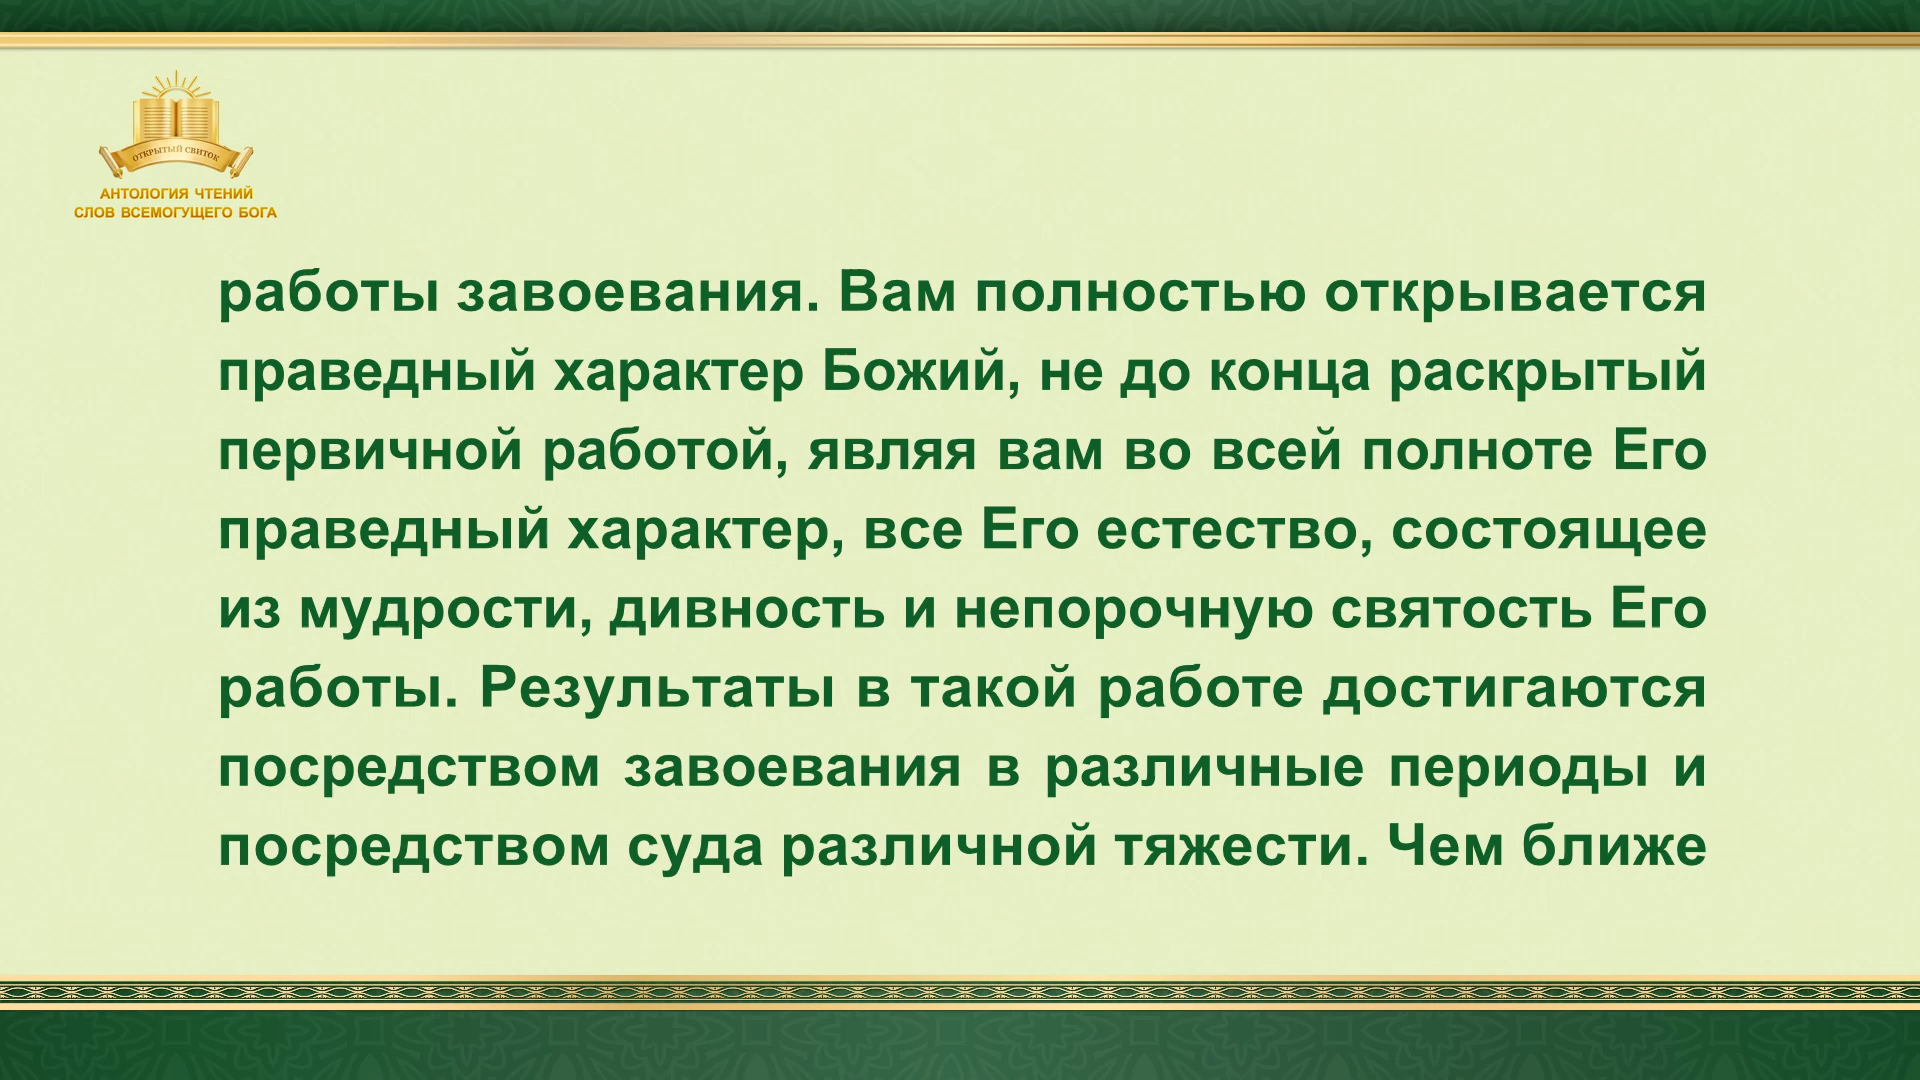 ОТКРЫТЫЙ СВИТОК
АНТОЛОГИЯ ЧТЕНИЙ
СЛОВ ВСЕМОГУЩЕГО БОГА
работы завоевания. Вам полностью открывается
праведный характер Божий, не до конца раскрытый
первичной работой, являя вам во всей полноте Его
праведный характер, все Его естество, состоящее
из мудрости, дивность и непорочную святость Его
работы. Результаты в такой работе достигаются
посредством завоевания в различные периоды и
посредством суда различной тяжести. Чем ближе